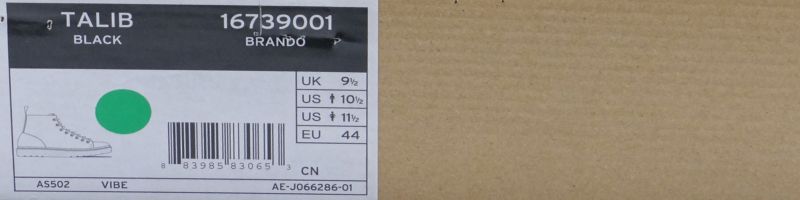 TALIB 16739001
BLACK BRANDO
UK 9½
US 10½
US 11½
EU 44
8 83985 83065 3
CN
AS502 VIBE AE-J066286-01